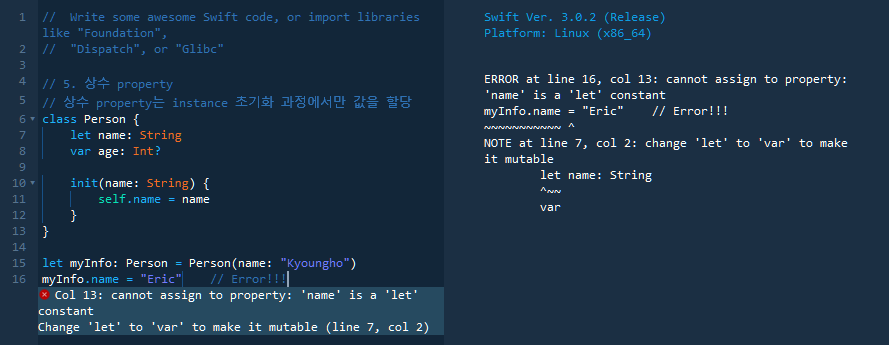 1 //  Write some awesome Swift code, or import libraries
like "Foundation",
2 //  "Dispatch", or "Glibc"
3
4 // 5. 상수 property
5 // 상수 property는 instance 초기화 과정에서만 값을 할당
6 class Person {
7     let name: String
8     var age: Int?
9
10     init(name: String) {
11         self.name = name
12     }
13 }
14
15 let myInfo: Person = Person(name: "Kyoungho")
16 myInfo.name = "Eric"    // Error!!!
Col 13: cannot assign to property: 'name' is a 'let'
constant
Change 'let' to 'var' to make it mutable (line 7, col 2)
Swift Ver. 3.0.2 (Release)
Platform: Linux (x86_64)
ERROR at line 16, col 13: cannot assign to property:
'name' is a 'let' constant
myInfo.name = "Eric"    // Error!!!
~~~~~~~~~~~ ^
NOTE at line 7, col 2: change 'let' to 'var' to make
it mutable
        let name: String
        ^~~
        var